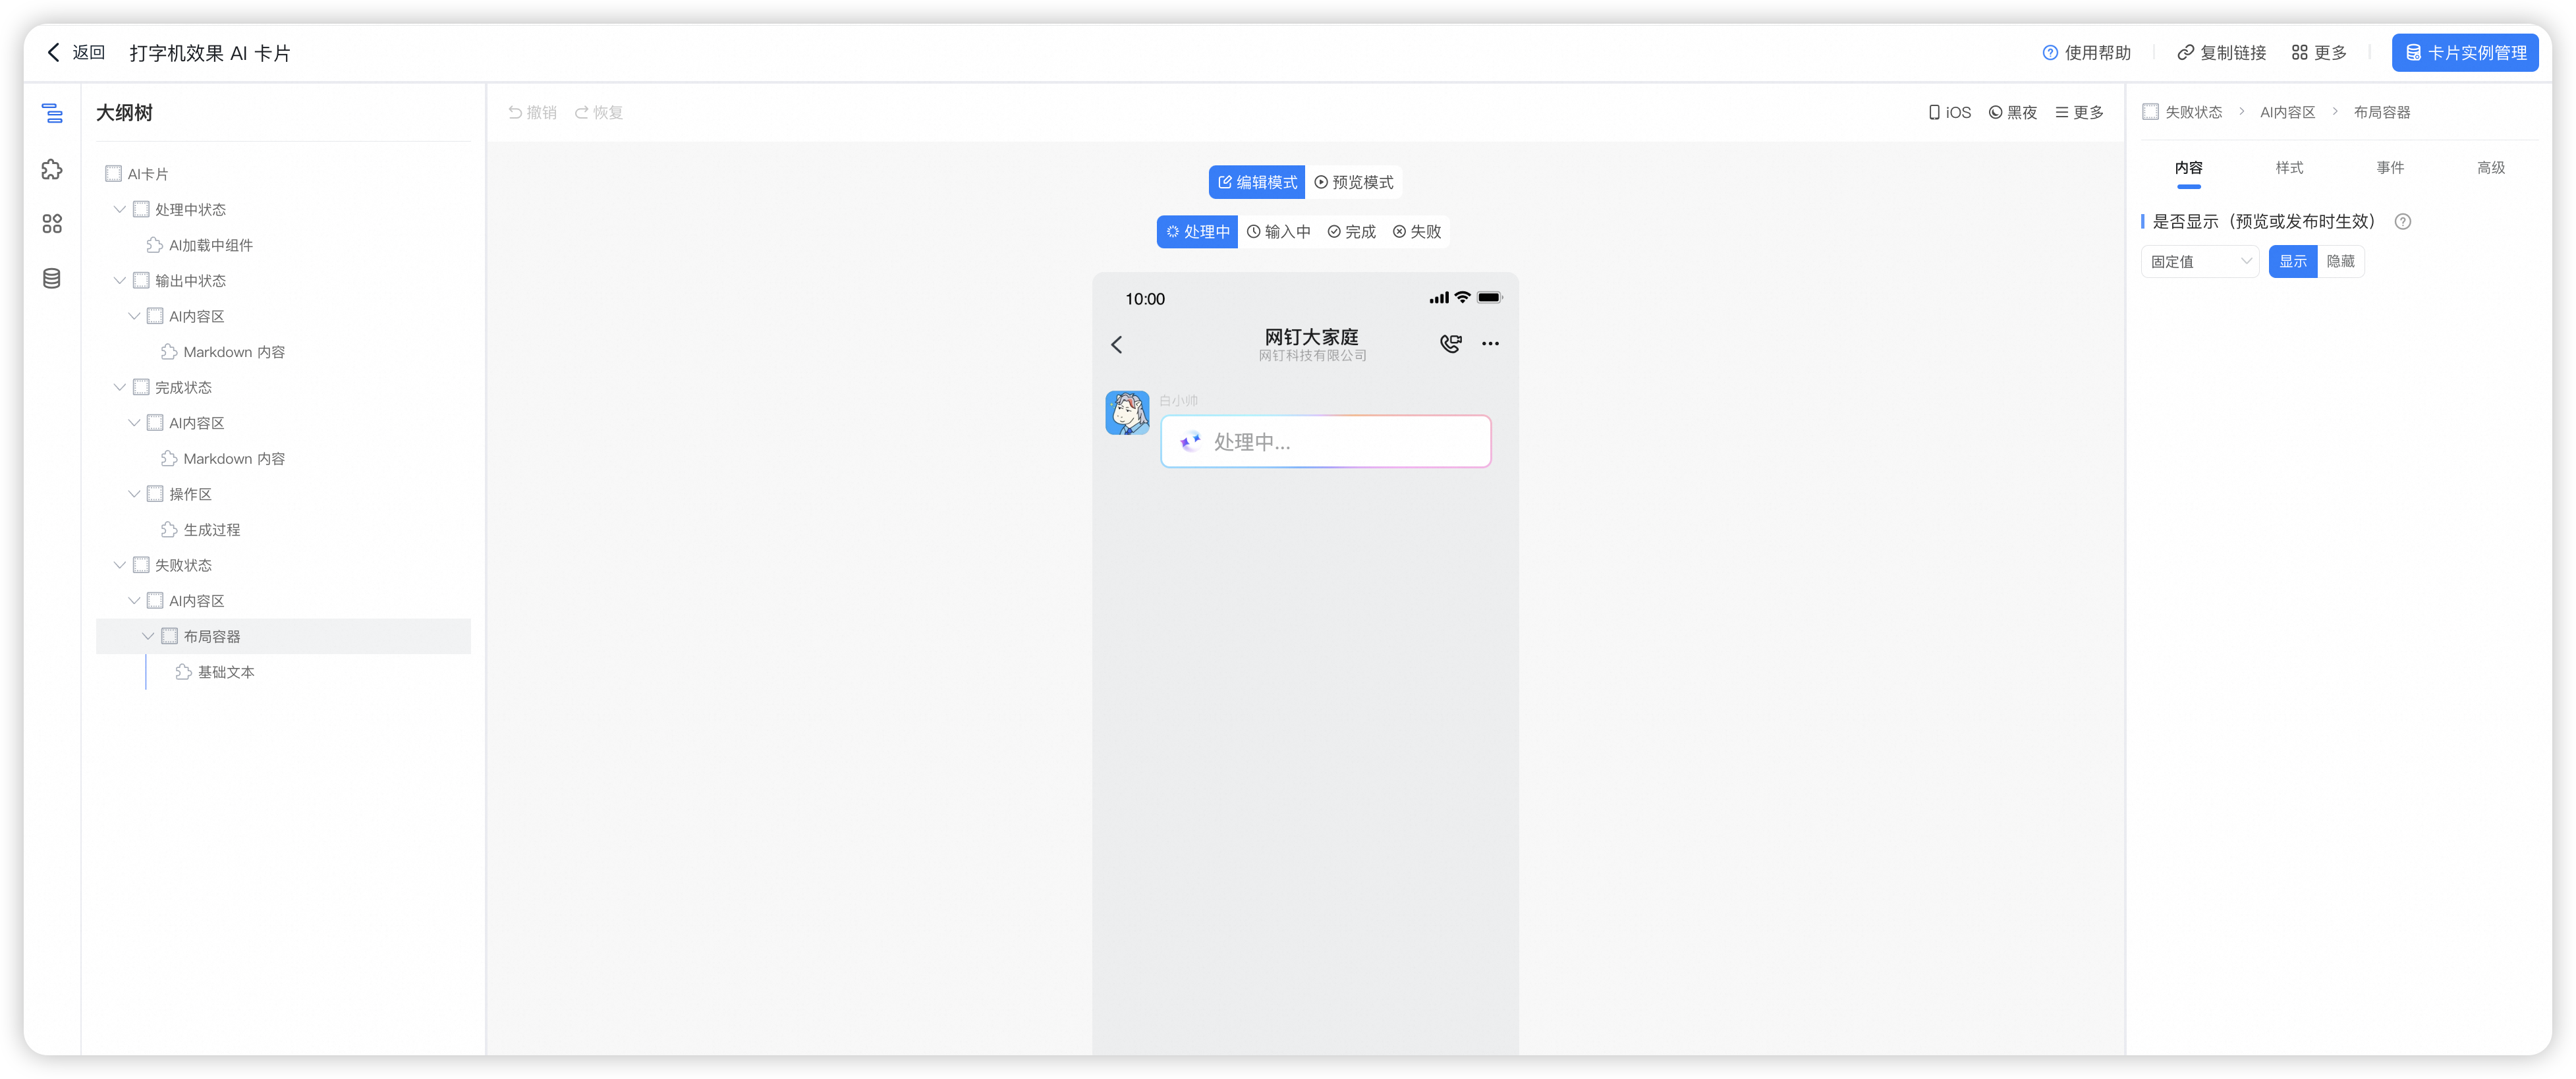 返回 打字机效果 AI 卡片 使用帮助 复制链接 更多 卡片实例管理
大纲树
AI卡片
处理中状态
AI加载中组件
输出中状态
AI内容区
Markdown 内容
完成状态
AI内容区
Markdown 内容
操作区
生成过程
失败状态
AI内容区
布局容器
基础文本
撤销 恢复 iOS 黑夜 更多
编辑模式 预览模式
处理中 输入中 完成 失败
10:00
网钉大家庭
网钉科技有限公司
白小帅
处理中...
失败状态 > AI内容区 > 布局容器
内容 样式 事件 高级
是否显示（预览或发布时生效）
固定值 显示 隐藏